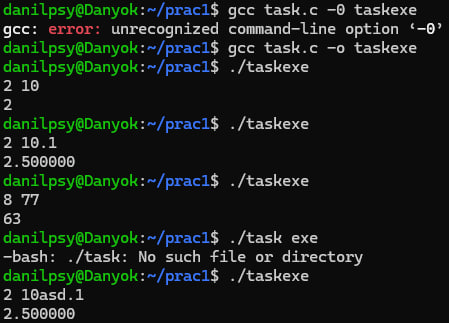 danilpsy@Danyok:~/prac1$ gcc task.c -0 taskexe
gcc: error: unrecognized command-line option ‘-0’
danilpsy@Danyok:~/prac1$ gcc task.c -o taskexe
danilpsy@Danyok:~/prac1$ ./taskexe
2 10
2
danilpsy@Danyok:~/prac1$ ./taskexe
2 10.1
2.500000
danilpsy@Danyok:~/prac1$ ./taskexe
8 77
63
danilpsy@Danyok:~/prac1$ ./task exe
-bash: ./task: No such file or directory
danilpsy@Danyok:~/prac1$ ./taskexe
2 10asd.1
2.500000